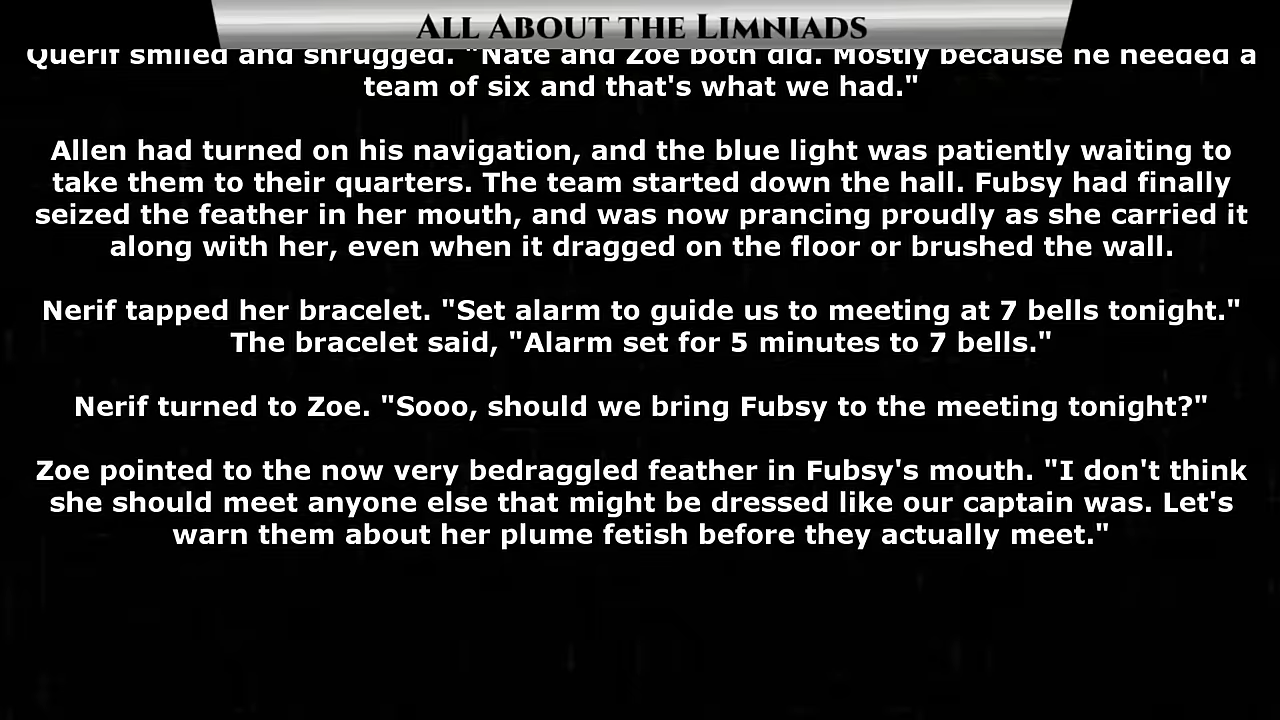 All About the Limniads
Querif smiled and shrugged. "Nate and Zoe both did. Mostly because he needed a
team of six and that's what we had."
Allen had turned on his navigation, and the blue light was patiently waiting to
take them to their quarters. The team started down the hall. Fubsy had finally
seized the feather in her mouth, and was now prancing proudly as she carried it
along with her, even when it dragged on the floor or brushed the wall.
Nerif tapped her bracelet. "Set alarm to guide us to meeting at 7 bells tonight."
The bracelet said, "Alarm set for 5 minutes to 7 bells."
Nerif turned to Zoe. "Sooo, should we bring Fubsy to the meeting tonight?"
Zoe pointed to the now very bedraggled feather in Fubsy's mouth. "I don't think
she should meet anyone else that might be dressed like our captain was. Let's
warn them about her plume fetish before they actually meet."